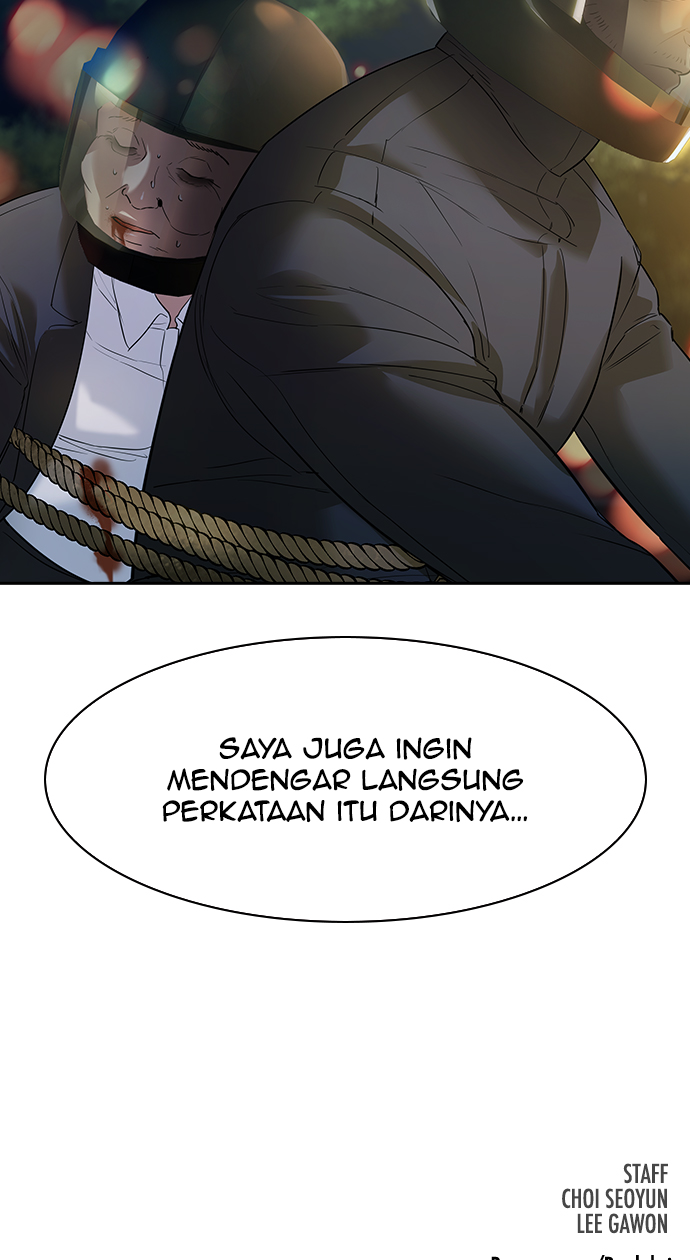 SAYA JUGA INGIN
MENDENGAR LANGSUNG
PERKATAAN ITU DARINYA...
STAFF
CHOI SEOYUN
LEE GAWON